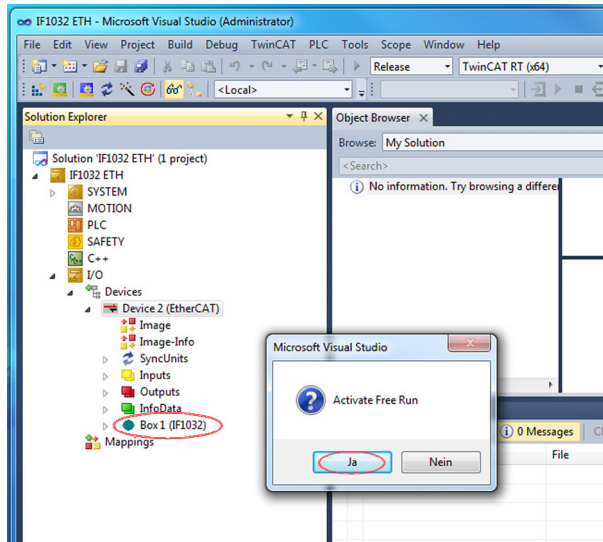 IF1032 ETH - Microsoft Visual Studio (Administrator)
File Edit View Project Build Debug TwinCAT PLC Tools Scope Window Help
Release TwinCAT RT (x64)
<Local>
Solution Explorer
Object Browser
Browse: My Solution
<Search>
Solution 'IF1032 ETH' (1 project)
No information. Try browsing a
IF1032 ETH
SYSTEM
MOTION
PLC
SAFETY
C++
I/O
Devices
Device 2 (EtherCAT)
Image
Image-Info
SyncUnits
Inputs
Outputs
InfoData
Box 1 (IF1032)
Mappings
Microsoft Visual Studio
Activate Free Run
Ja Nein
0 Messages
File